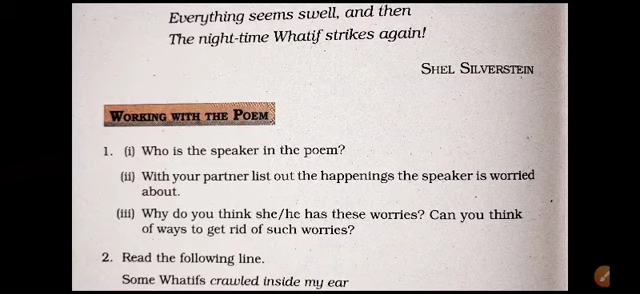 Everything seems swell, and then
The night-time Whatif strikes again!
SHEL SILVERSTEIN
WORKING WITH THE POEM
1. (i) Who is the speaker in the poem?
(ii) With your partner list out the happenings the speaker is worried
about.
(iii) Why do you think she/he has these worries? Can you think
of ways to get rid of such worries?
2. Read the following line.
Some Whatifs crawled inside my ear